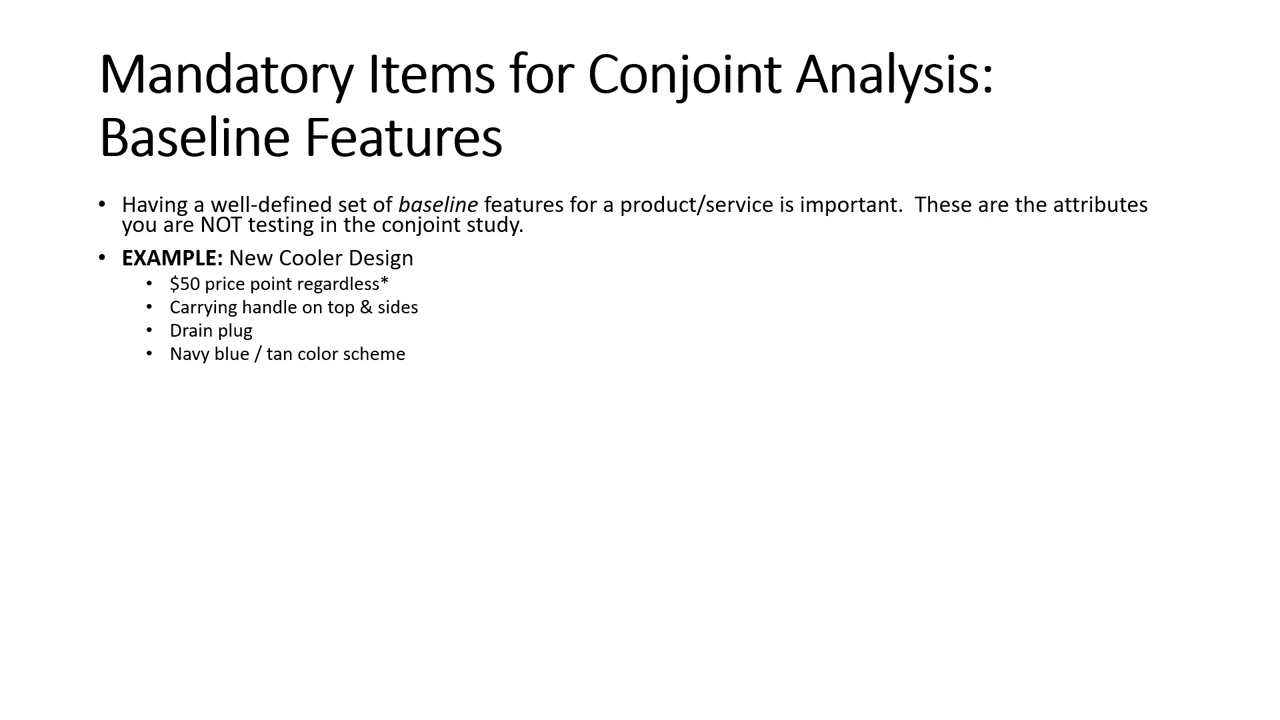 Mandatory Items for Conjoint Analysis:
Baseline Features
• Having a well-defined set of baseline features for a product/service is important.  These are the attributes
you are NOT testing in the conjoint study.
• EXAMPLE: New Cooler Design
• $50 price point regardless*
• Carrying handle on top & sides
• Drain plug
• Navy blue / tan color scheme